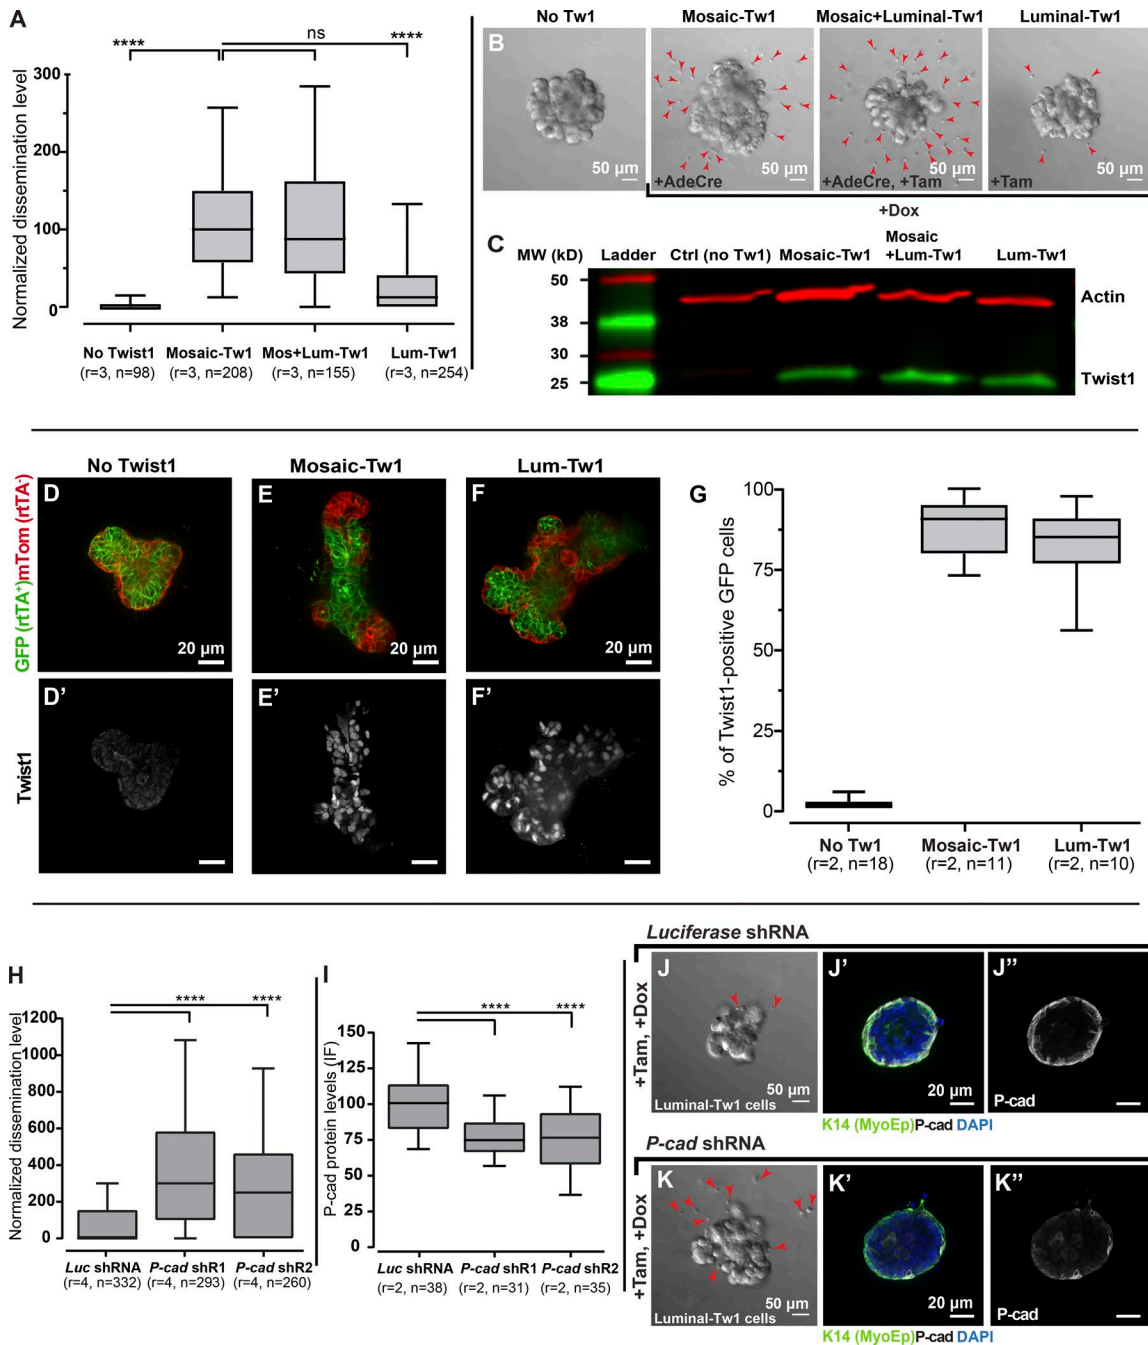 A
Normalized dissemination level
****
ns
****
300
200
100
0
No Twist1
Mosaic-Tw1
Mos+Lum-Tw1
Lum-Tw1
(r=3, n=98)
(r=3, n=208)
(r=3, n=155)
(r=3, n=254)
No Tw1
Mosaic-Tw1
Mosaic+Luminal-Tw1
Luminal-Tw1
B
50 µm
50 µm
50 µm
50 µm
+AdeCre
+AdeCre, +Tam
+Tam
+Dox
C
MW (kD)
Ladder
Ctrl (no Tw1)
Mosaic-Tw1
Mosaic
+Lum-Tw1
Lum-Tw1
50
38
30
25
Actin
Twist1
No Twist1
Mosaic-Tw1
Lum-Tw1
GFP (rtTA⁺)mTom (rtTA⁻)
D
20 µm
E
20 µm
F
20 µm
Twist1
D'
E'
F'
G
% of Twist1-positive GFP cells
100
75
50
25
0
No Tw1
Mosaic-Tw1
Lum-Tw1
(r=2, n=18)
(r=2, n=11)
(r=2, n=10)
H
Normalized dissemination level
****
****
1200
1000
800
600
400
200
0
Luc shRNA
P-cad shR1
P-cad shR2
(r=4, n=332)
(r=4, n=293)
(r=4, n=260)
I
P-cad protein levels (IF)
****
****
150
125
100
75
50
25
0
Luc shRNA
P-cad shR1
P-cad shR2
(r=2, n=38)
(r=2, n=31)
(r=2, n=35)
Luciferase shRNA
+Tam, +Dox
J
50 µm
Luminal-Tw1 cells
J'
20 µm
J''
P-cad
K14 (MyoEp)P-cad DAPI
P-cad shRNA
+Tam, +Dox
K
50 µm
Luminal-Tw1 cells
K'
20 µm
K''
P-cad
K14 (MyoEp)P-cad DAPI